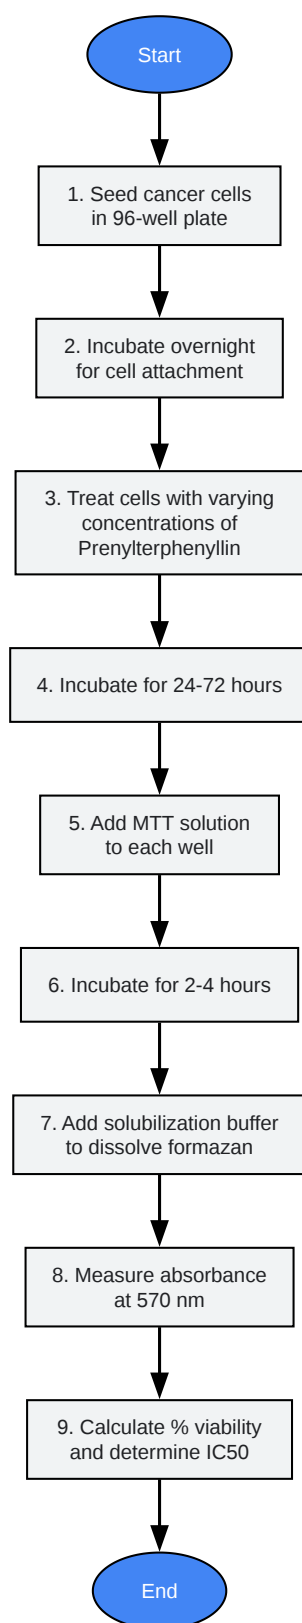 Start
1. Seed cancer cells
in 96-well plate
2. Incubate overnight
for cell attachment
3. Treat cells with varying
concentrations of
Prenylterphenyllin
4. Incubate for 24-72 hours
5. Add MTT solution
to each well
6. Incubate for 2-4 hours
7. Add solubilization buffer
to dissolve formazan
8. Measure absorbance
at 570 nm
9. Calculate % viability
and determine IC50
End